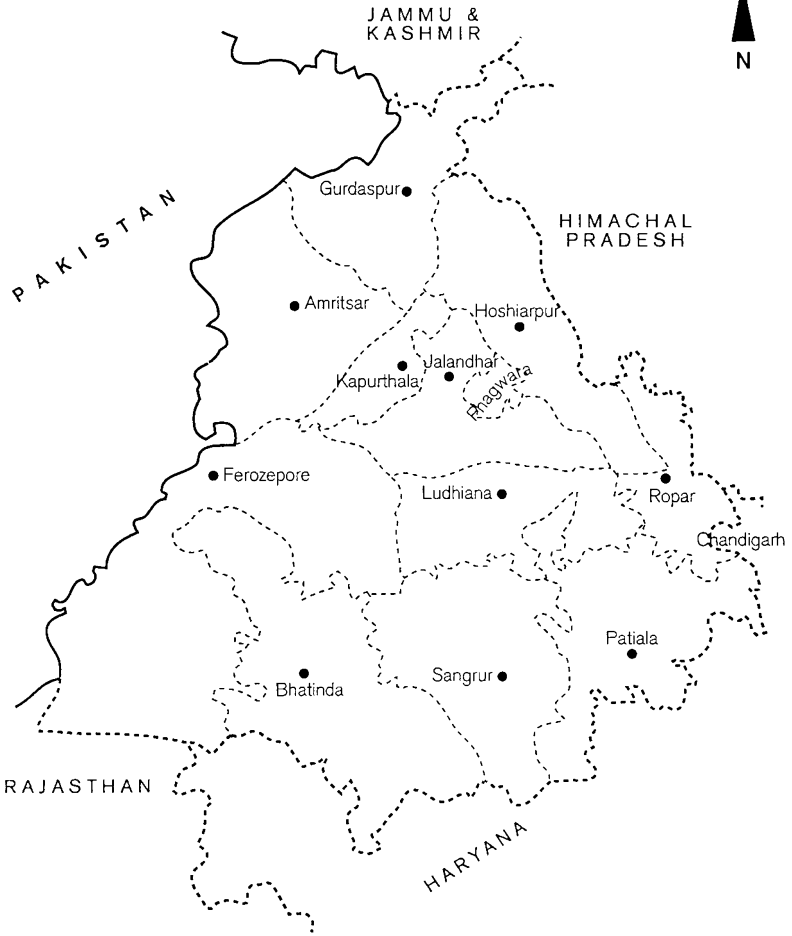 JAMMU &
KASHMIR
N
Gurdaspur
PAKISTAN
HIMACHAL
PRADESH
Amritsar
Hoshiarpur
Jalandhar
Kapurthala
Phagwara
Ferozepore
Ludhiana
Ropar
Chandigarh
Patiala
Sangrur
Bhatinda
RAJASTHAN
HARYANA